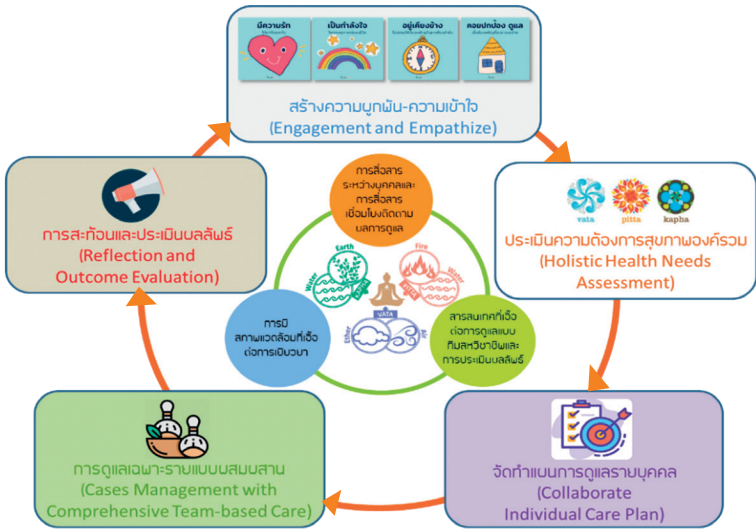 มีความรัก
เป็นกำลังใจ
อยู่เคียงข้าง
คอยปกป้อง ดูแล
สร้างความผูกพัน-ความเข้าใจ
(Engagement and Empathize)
vata
pitta
kapha
ประเมินความต้องการสุขภาพองค์รวม
(Holistic Health Needs
Assessment)
จัดทำแผนการดูแลรายบุคคล
(Collaborate
Individual Care Plan)
การดูแลเฉพาะรายแบบผสมผสาน
(Cases Management with
Comprehensive Team-based Care)
การสะท้อนและประเมินผลลัพธ์
(Reflection and
Outcome Evaluation)
การสื่อสาร
ระหว่างบุคคลและ
การสื่อสาร
เชื่อมโยงติดตาม
ผลการดูแล
สารสนเทศที่เอื้อ
ต่อการดูแลแบบ
ทีมสหวิชาชีพและ
การประเมินผลลัพธ์
การมี
สภาพแวดล้อมที่เอื้อ
ต่อการเยียวยา
Earth
Water
Fire
Water
VATA
Ether
Air